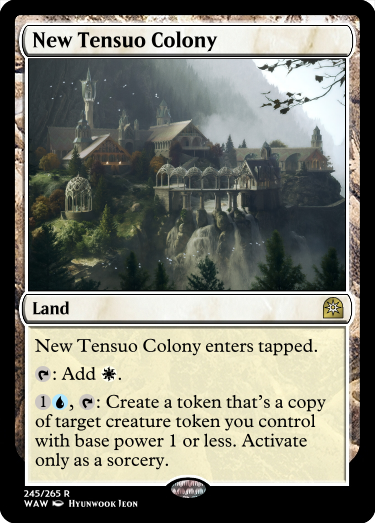 New Tensuo Colony
Land
New Tensuo Colony enters tapped.
: Add .
1, : Create a token that's a copy
of target creature token you control
with base power 1 or less. Activate
only as a sorcery.
245/265 R
WAW Hyunwook Jeon